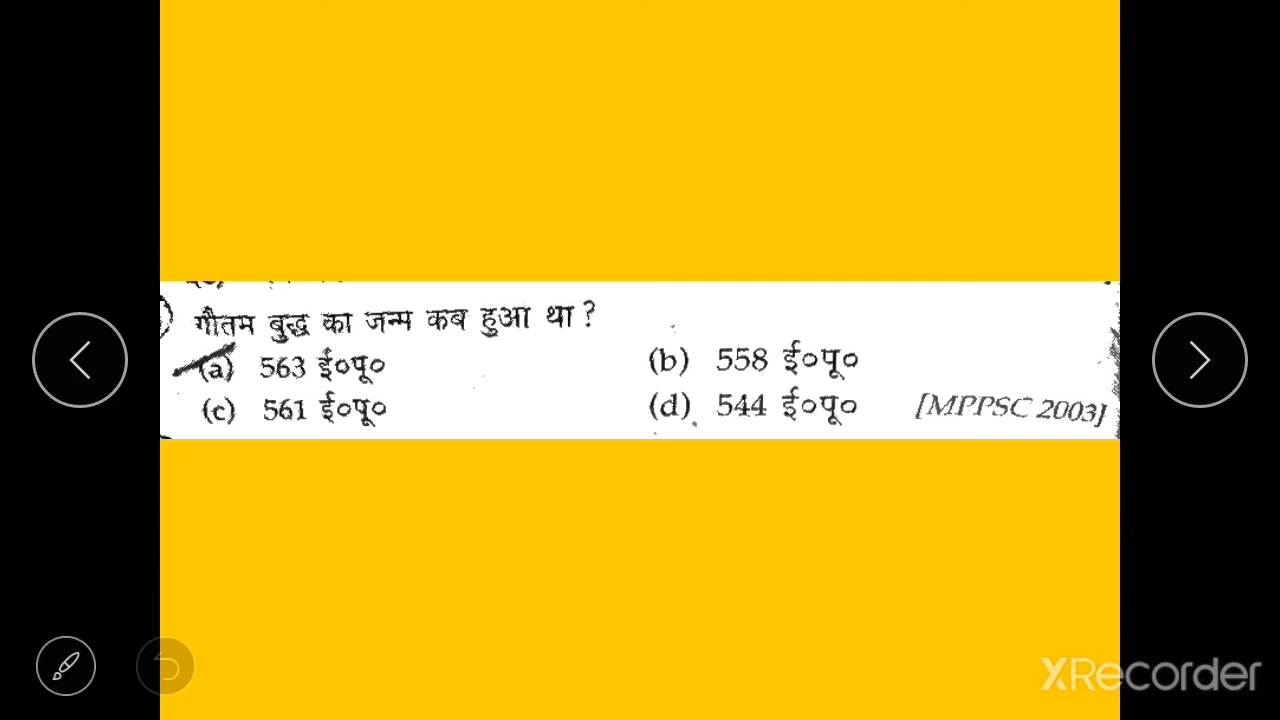 गौतम बुद्ध का जन्म कब हुआ था ?
(a) 563 ई०पू० (b) 558 ई०पू०
(c) 561 ई०पू० (d) 544 ई०पू० [MPPSC 2003]
XRecorder